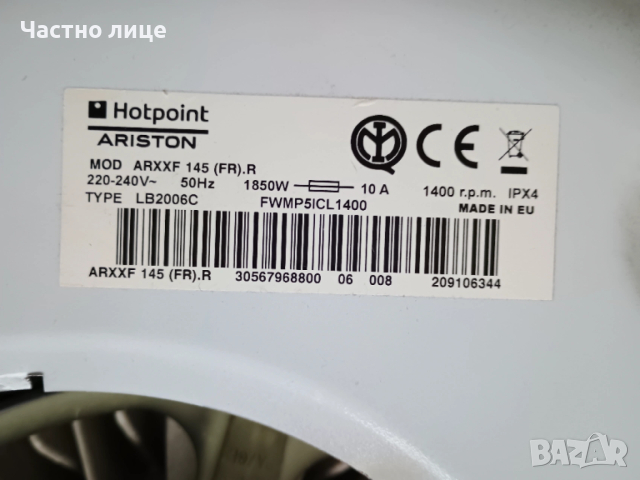 Частно лице
Hotpoint
ARISTON
MOD ARXXF 145 (FR).R
220-240V~ 50Hz 1850W 10 A 1400 r.p.m. IPX4
TYPE LB2006C FWMP5ICL1400 MADE IN EU
ARXXF 145 (FR).R 30567968800 06 008 209106344
BAZAR